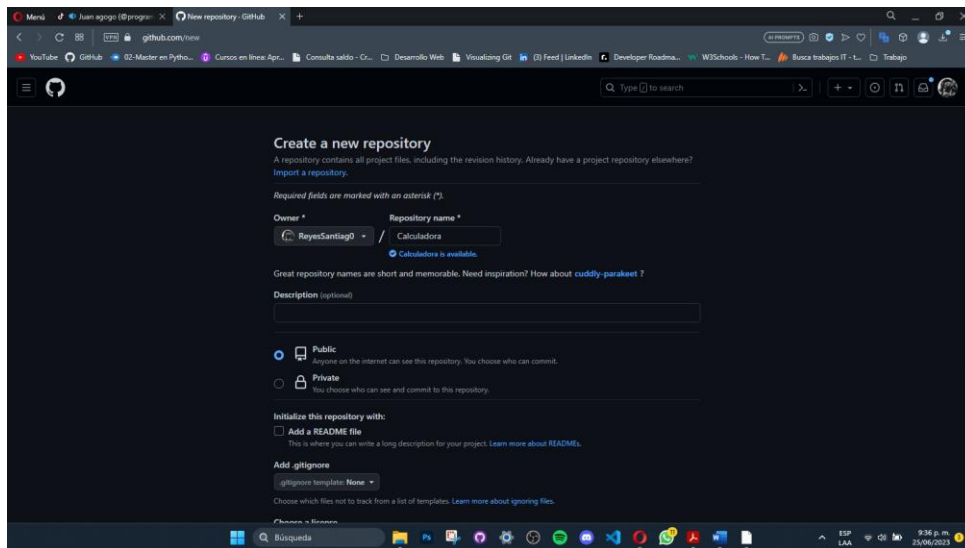 Menú Juan agogo (@program New repository · GitHub
VPN github.com/new AI PROMPTS
YouTube GitHub 02-Master en Pytho... Cursos en línea: Apr... Consulta saldo - Cr... Desarrollo Web Visualizing Git (3) Feed | LinkedIn Developer Roadma... W3Schools - How T... Busca trabajos IT - t... Trabajo
Type / to search
Create a new repository
A repository contains all project files, including the revision history. Already have a project repository elsewhere?
Import a repository.
Required fields are marked with an asterisk (*).
Owner * Repository name *
ReyesSantiag0 / Calculadora
Calculadora is available.
Great repository names are short and memorable. Need inspiration? How about cuddly-parakeet ?
Description (optional)
Public
Anyone on the internet can see this repository. You choose who can commit.
Private
You choose who can see and commit to this repository.
Initialize this repository with:
Add a README file
This is where you can write a long description for your project. Learn more about READMEs.
Add .gitignore
.gitignore template: None
Choose which files not to track from a list of templates. Learn more about ignoring files.
Choose a license
Búsqueda ESP 9:36 p. m.
LAA 25/06/2023